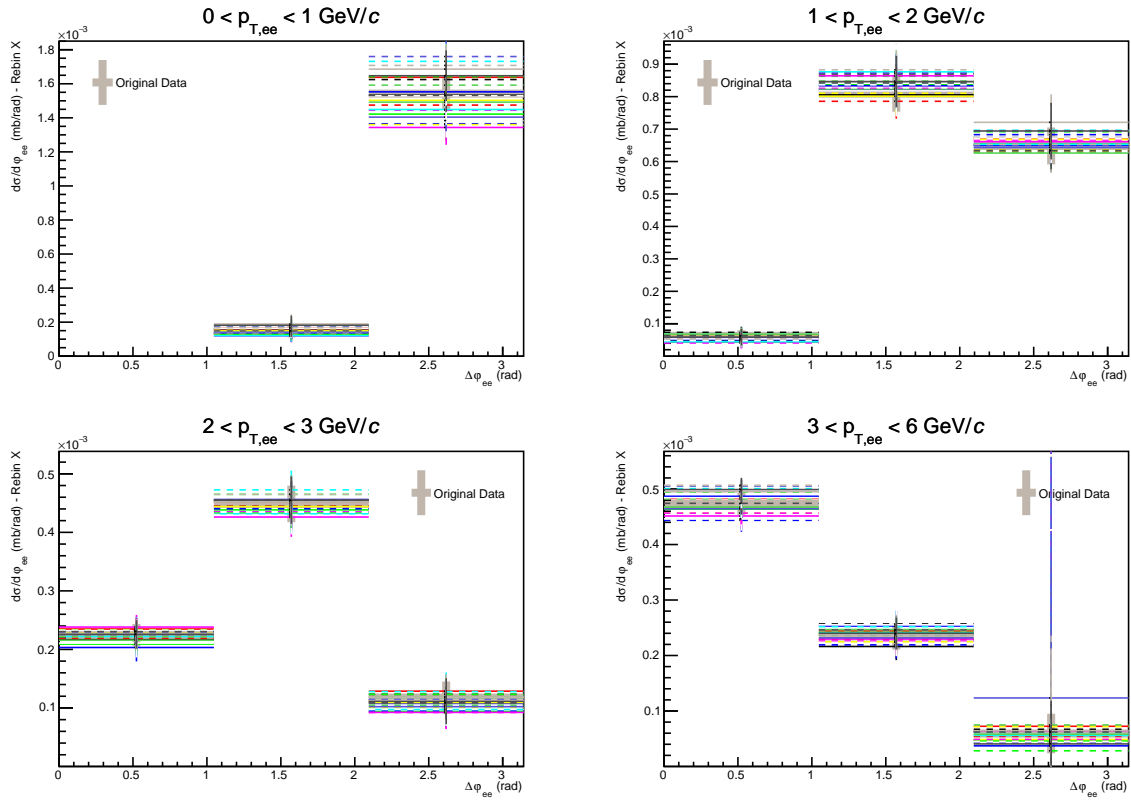 0 < p_T,ee < 1 GeV/c
×10⁻³
dσ/dφ_ee (mb/rad) - Rebin X
1.8
1.6
1.4
1.2
1
0.8
0.6
0.4
0.2
0
0 0.5 1 1.5 2 2.5 3
Δφ_ee (rad)
Original Data
1 < p_T,ee < 2 GeV/c
×10⁻³
dσ/dφ_ee (mb/rad) - Rebin X
0.9
0.8
0.7
0.6
0.5
0.4
0.3
0.2
0.1
0 0.5 1 1.5 2 2.5 3
Δφ_ee (rad)
Original Data
2 < p_T,ee < 3 GeV/c
×10⁻³
dσ/dφ_ee (mb/rad) - Rebin X
0.5
0.4
0.3
0.2
0.1
0 0.5 1 1.5 2 2.5 3
Δφ_ee (rad)
Original Data
3 < p_T,ee < 6 GeV/c
×10⁻³
dσ/dφ_ee (mb/rad) - Rebin X
0.5
0.4
0.3
0.2
0.1
0 0.5 1 1.5 2 2.5 3
Δφ_ee (rad)
Original Data